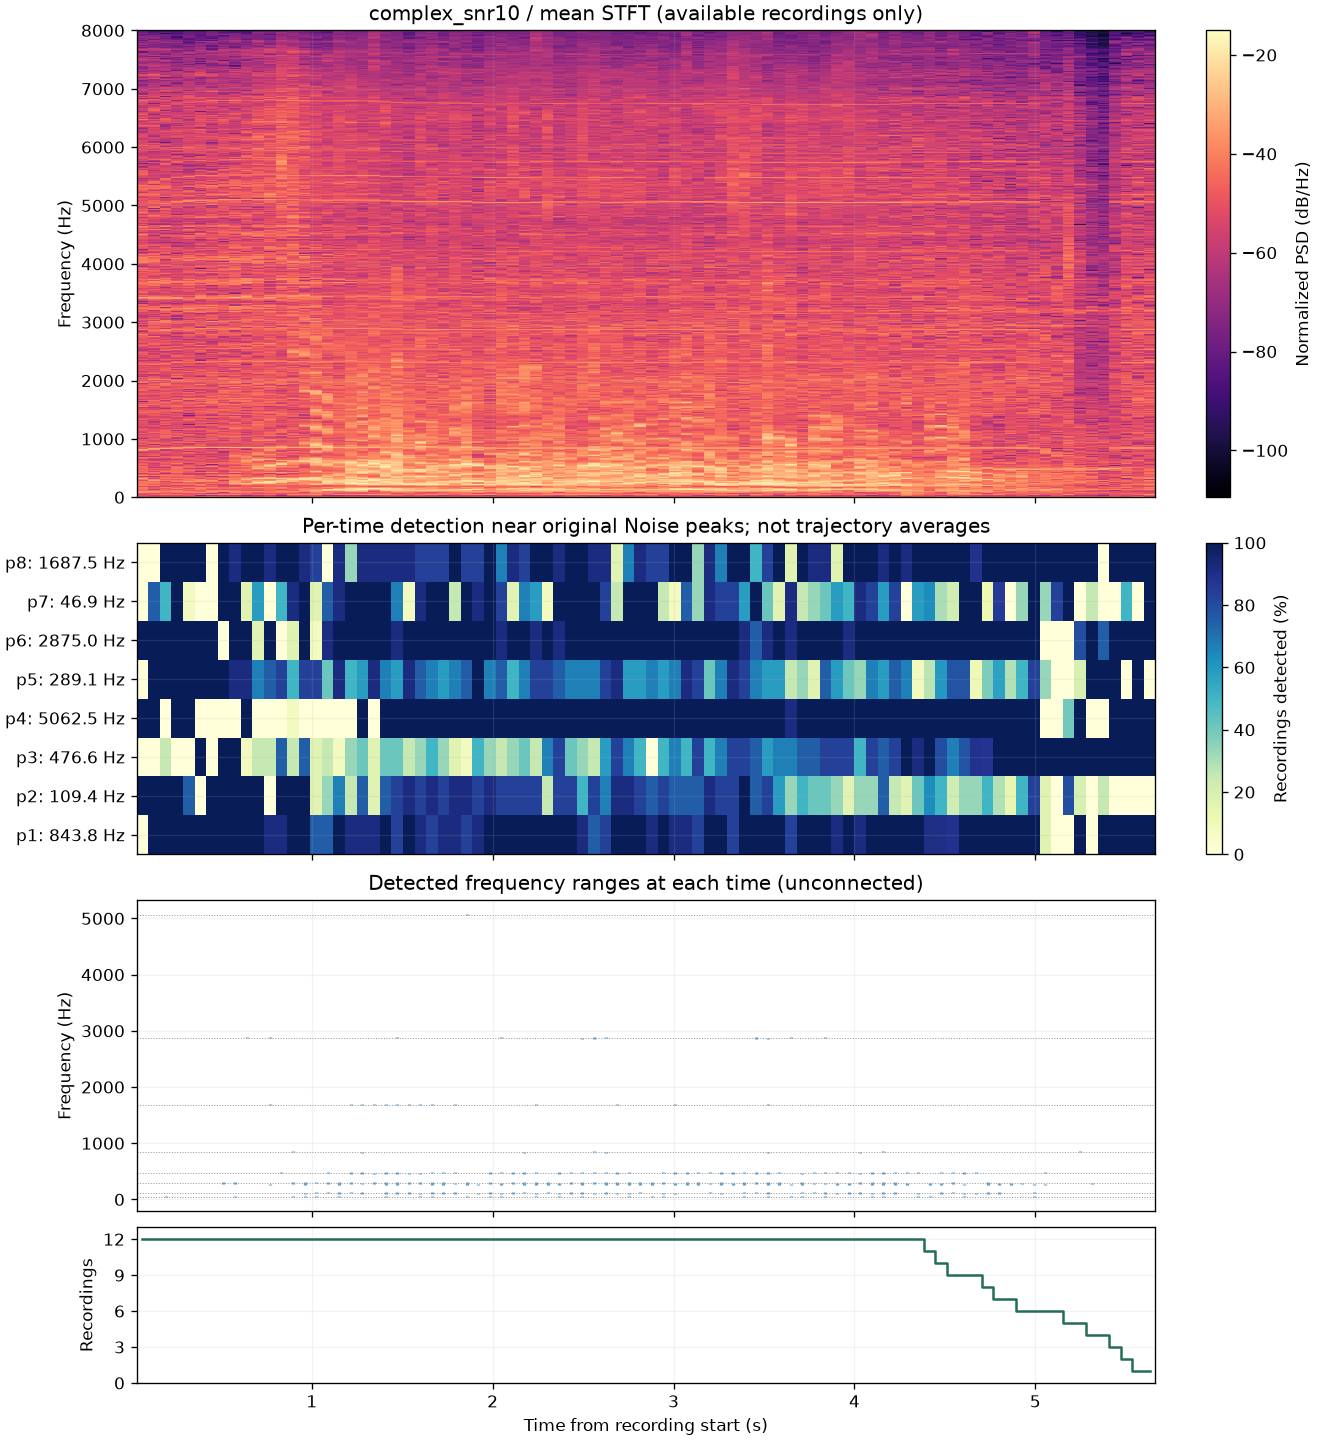 complex_snr10 / mean STFT (available recordings only)
8000
7000
6000
5000
4000
3000
2000
1000
0
Frequency (Hz)
−20
−40
−60
−80
−100
Normalized PSD (dB/Hz)
Per-time detection near original Noise peaks; not trajectory averages
p8: 1687.5 Hz
p7: 46.9 Hz
p6: 2875.0 Hz
p5: 289.1 Hz
p4: 5062.5 Hz
p3: 476.6 Hz
p2: 109.4 Hz
p1: 843.8 Hz
100
80
60
40
20
0
Recordings detected (%)
Detected frequency ranges at each time (unconnected)
5000
4000
3000
2000
1000
0
Frequency (Hz)
12
9
6
3
0
Recordings
1
2
3
4
5
Time from recording start (s)